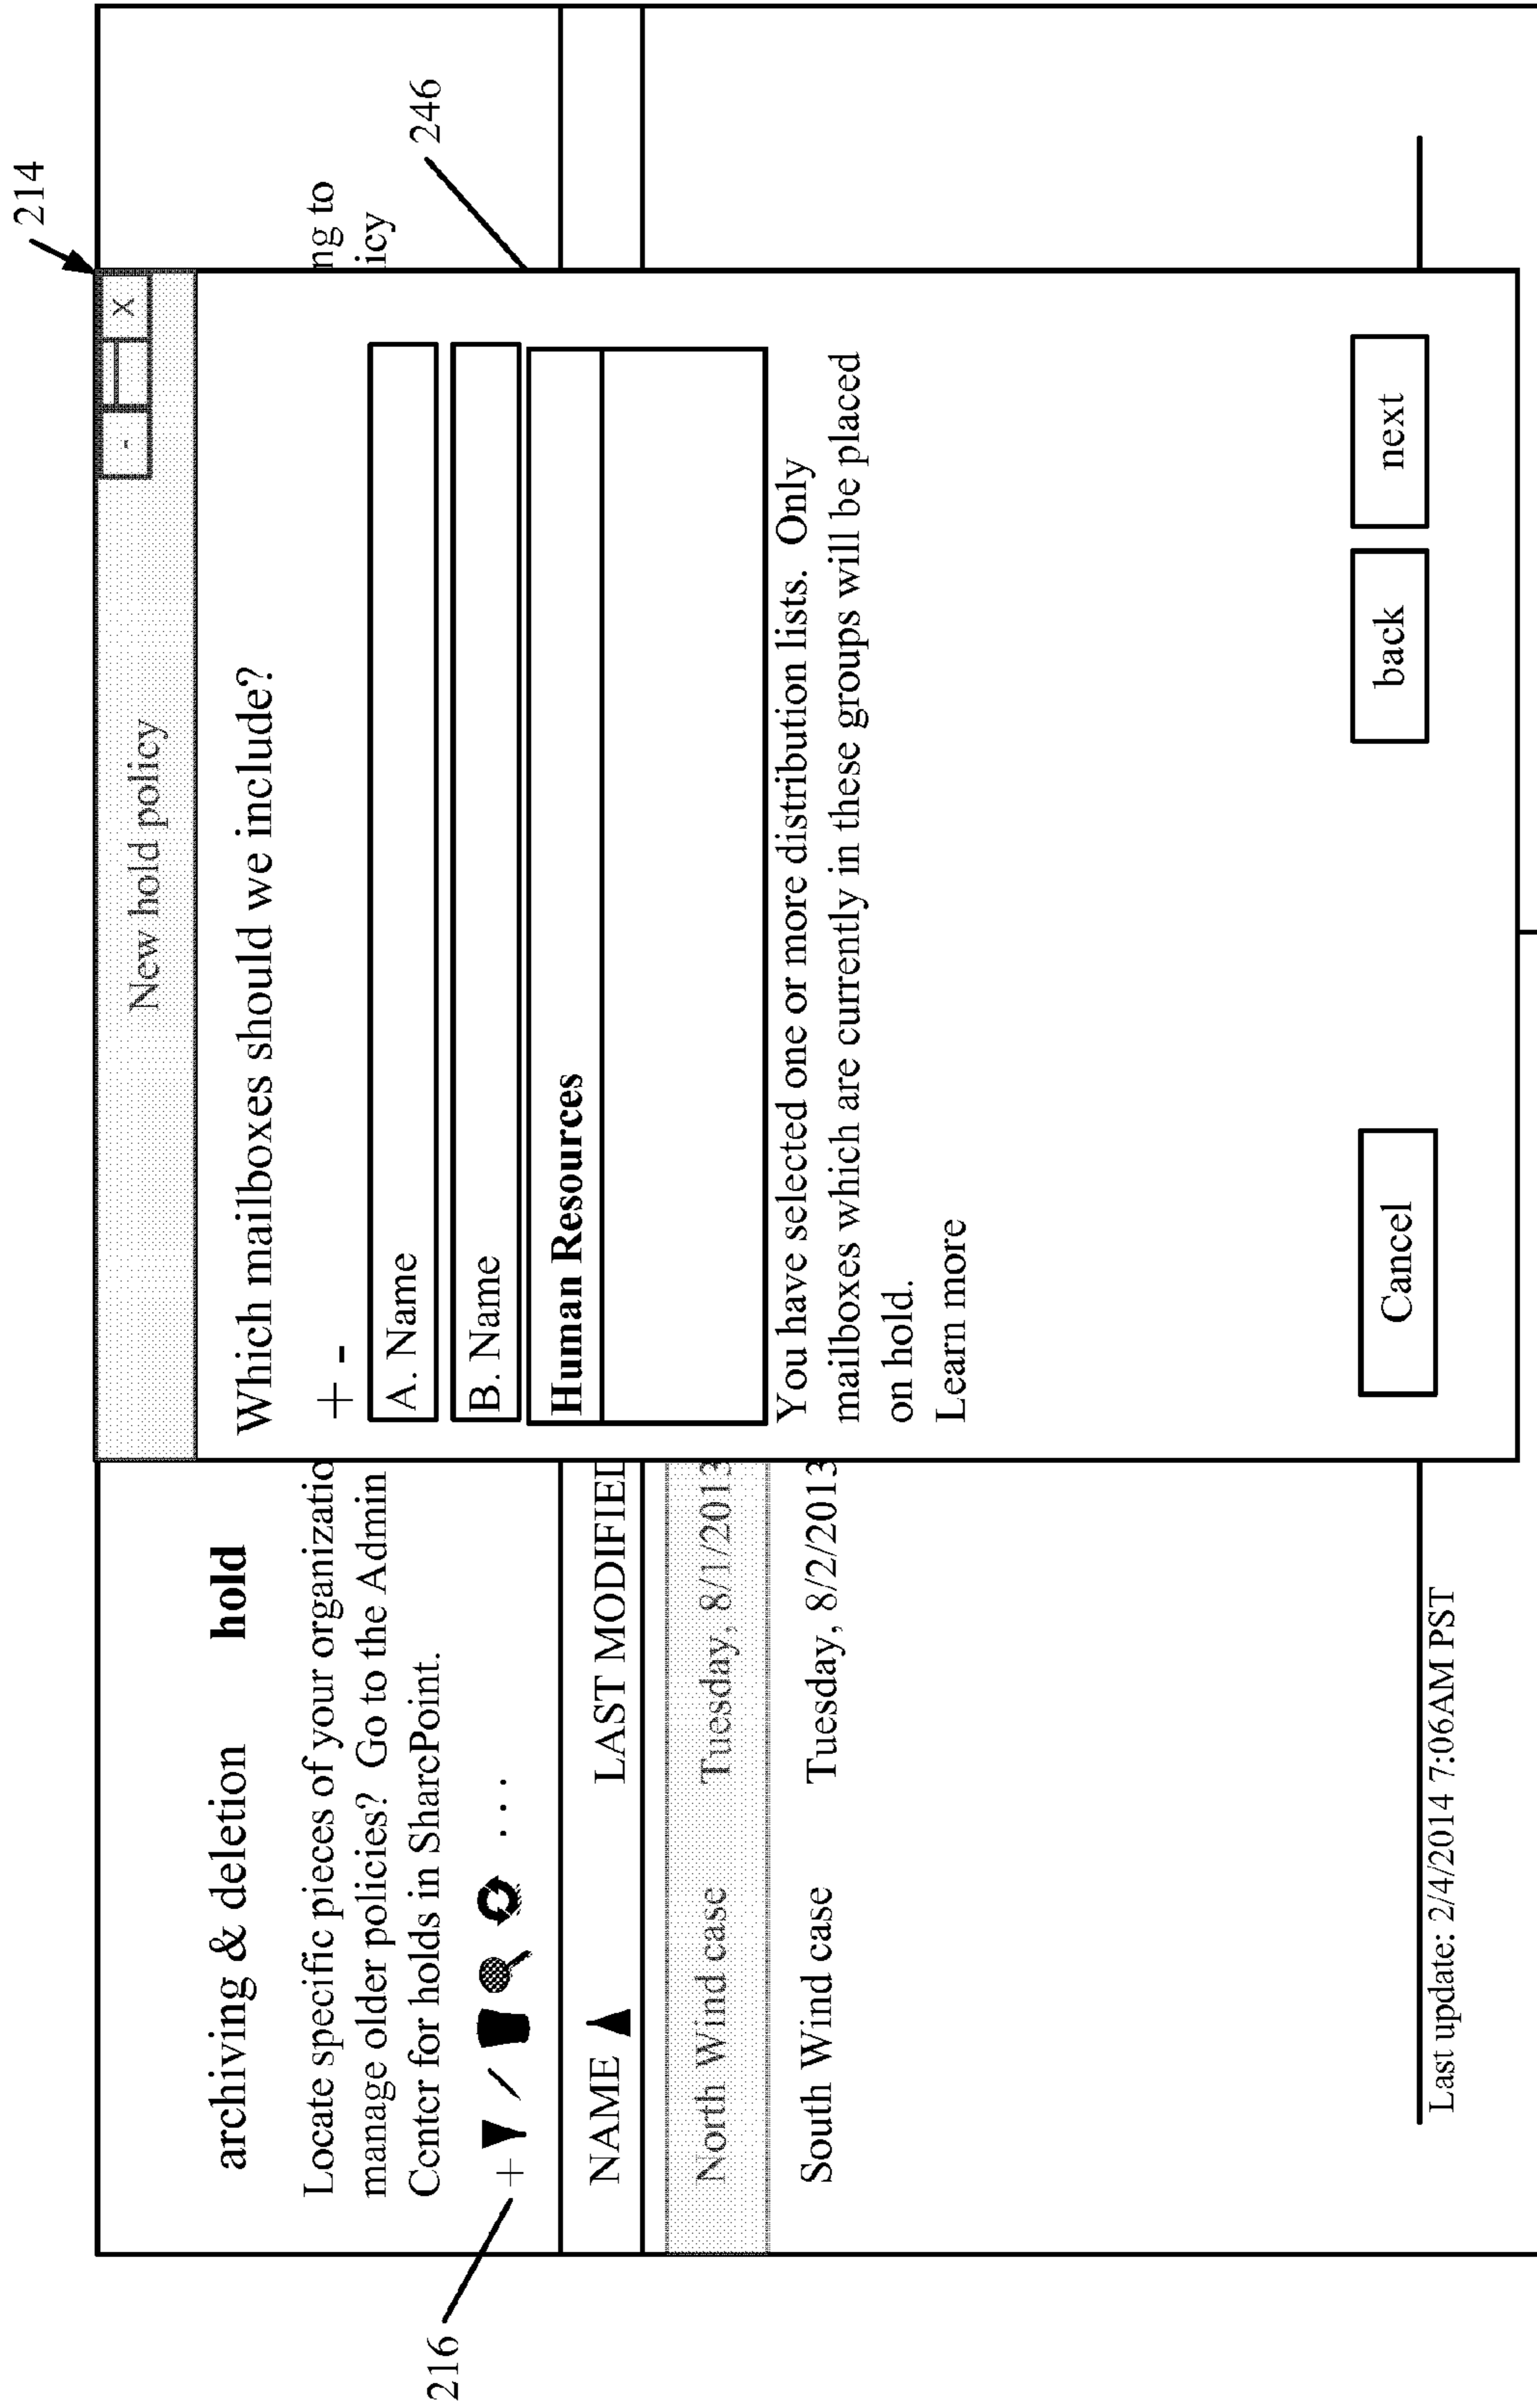 214
archiving & deletion hold
Locate specific pieces of your organizatio
manage older policies? Go to the Admin
Center for holds in SharePoint.
216
+ / ...
NAME LAST MODIFIED
North Wind case Tuesday, 8/1/2013
South Wind case Tuesday, 8/2/2013
Last update: 2/4/2014 7:06AM PST
New hold policy
- X
Which mailboxes should we include?
+ -
A. Name
B. Name
Human Resources
You have selected one or more distribution lists. Only
mailboxes which are currently in these groups will be placed
on hold.
Learn more
Cancel back next
ng to
icy
246